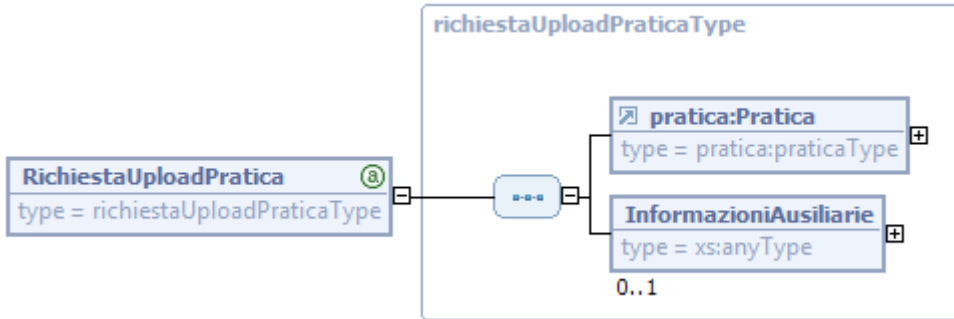 richiestaUploadPraticaType
pratica:Pratica
type = pratica:praticaType
RichiestaUploadPratica @
type = richiestaUploadPraticaType
InformazioniAusiliarie
type = xs:anyType
0..1